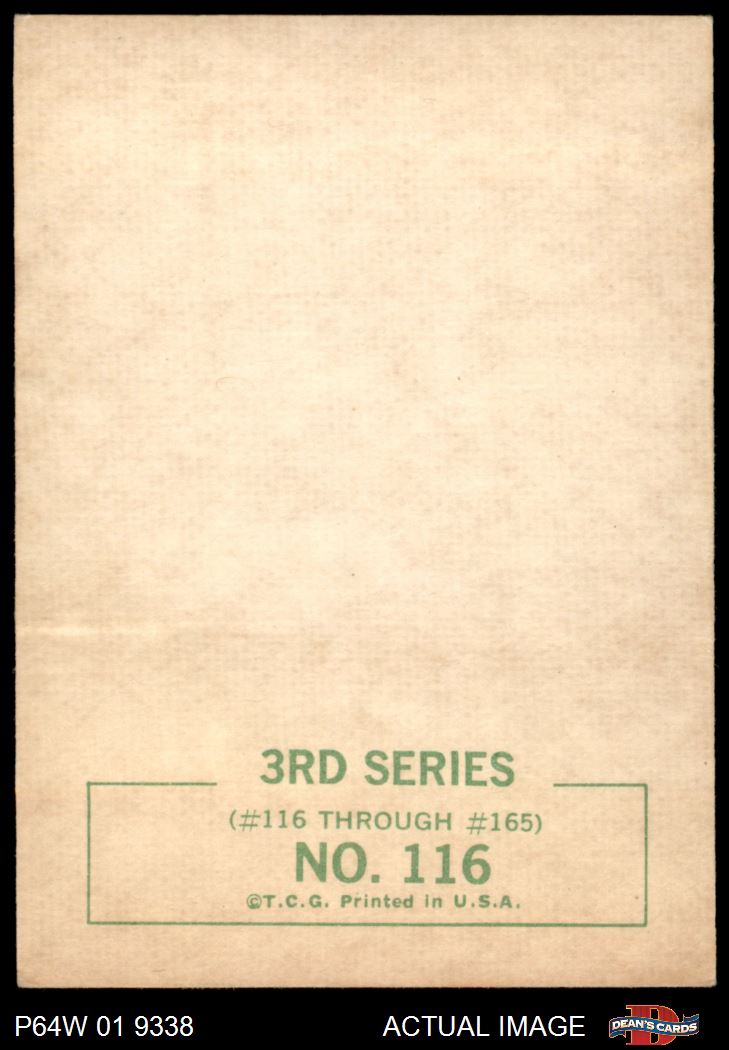 3RD SERIES
(#116 THROUGH #165)
NO. 116
©T.C.G. Printed in U.S.A.
P64W 01 9338
ACTUAL IMAGE
DEAN'S CARDS